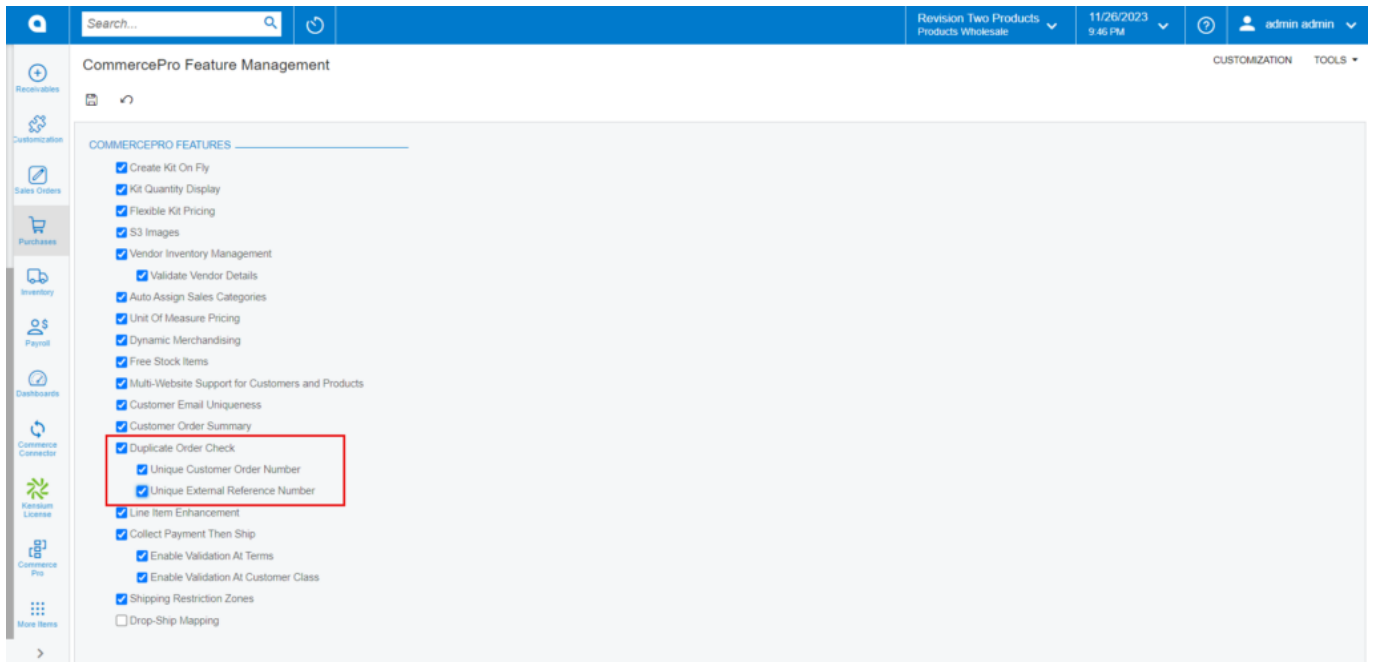 Search...
Revision Two Products
Products Wholesale
11/26/2023
9:46 PM
admin admin
CommercePro Feature Management
CUSTOMIZATION
TOOLS
Receivables
Customization
Sales Orders
Purchases
Inventory
Payroll
Dashboards
Commerce
Connector
Kensium
License
Commerce
Pro
More Items
COMMERCEPRO FEATURES
Create Kit On Fly
Kit Quantity Display
Flexible Kit Pricing
S3 Images
Vendor Inventory Management
Validate Vendor Details
Auto Assign Sales Categories
Unit Of Measure Pricing
Dynamic Merchandising
Free Stock Items
Multi-Website Support for Customers and Products
Customer Email Uniqueness
Customer Order Summary
Duplicate Order Check
Unique Customer Order Number
Unique External Reference Number
Line Item Enhancement
Collect Payment Then Ship
Enable Validation At Terms
Enable Validation At Customer Class
Shipping Restriction Zones
Drop-Ship Mapping